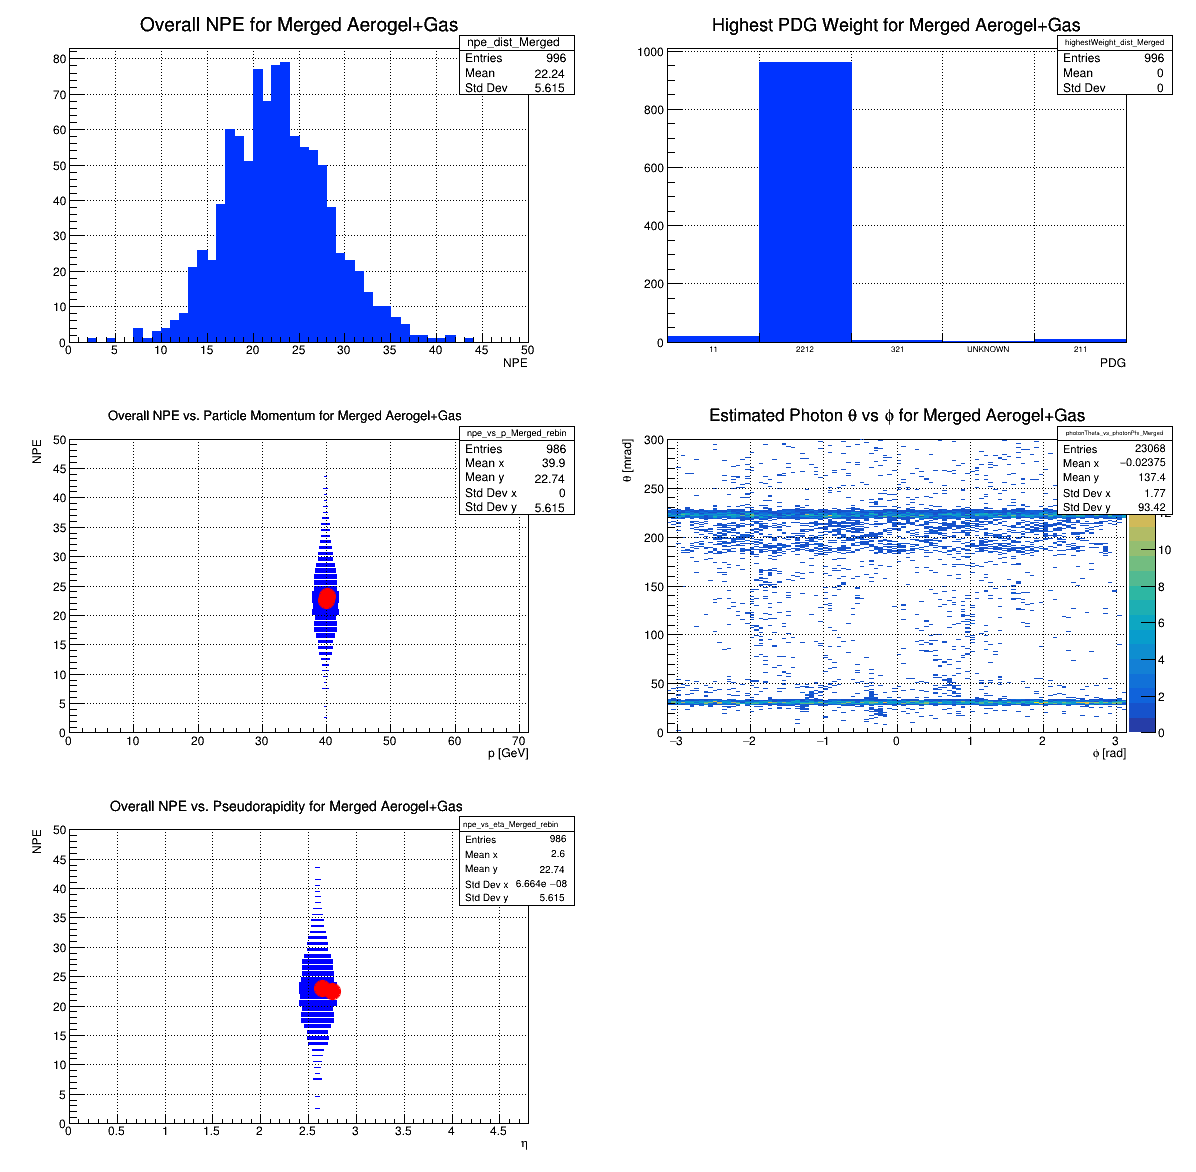 Overall NPE for Merged Aerogel+Gas
npe_dist_Merged
Entries 996
Mean 22.24
Std Dev 5.615
80
70
60
50
40
30
20
10
0
0 5 10 15 20 25 30 35 40 45 50
NPE
Highest PDG Weight for Merged Aerogel+Gas
highestWeight_dist_Merged
Entries 996
Mean 0
Std Dev 0
1000
800
600
400
200
0
11 2212 321 UNKNOWN 211
PDG
Overall NPE vs. Particle Momentum for Merged Aerogel+Gas
npe_vs_p_Merged_rebin
Entries 986
Mean x 39.9
Mean y 22.74
Std Dev x 0
Std Dev y 5.615
NPE
50
45
40
35
30
25
20
15
10
5
0
0 10 20 30 40 50 60 70
p [GeV]
Estimated Photon θ vs ϕ for Merged Aerogel+Gas
photonTheta_vs_photonPhi_Merged
Entries 23068
Mean x −0.02375
Mean y 137.4
Std Dev x 1.77
Std Dev y 93.42
θ [mrad]
300
250
200
150
100
50
0
−3 −2 −1 0 1 2 3
ϕ [rad]
10
8
6
4
2
0
Overall NPE vs. Pseudorapidity for Merged Aerogel+Gas
npe_vs_eta_Merged_rebin
Entries 986
Mean x 2.6
Mean y 22.74
Std Dev x 6.664e −08
Std Dev y 5.615
NPE
50
45
40
35
30
25
20
15
10
5
0
0 0.5 1 1.5 2 2.5 3 3.5 4 4.5
η